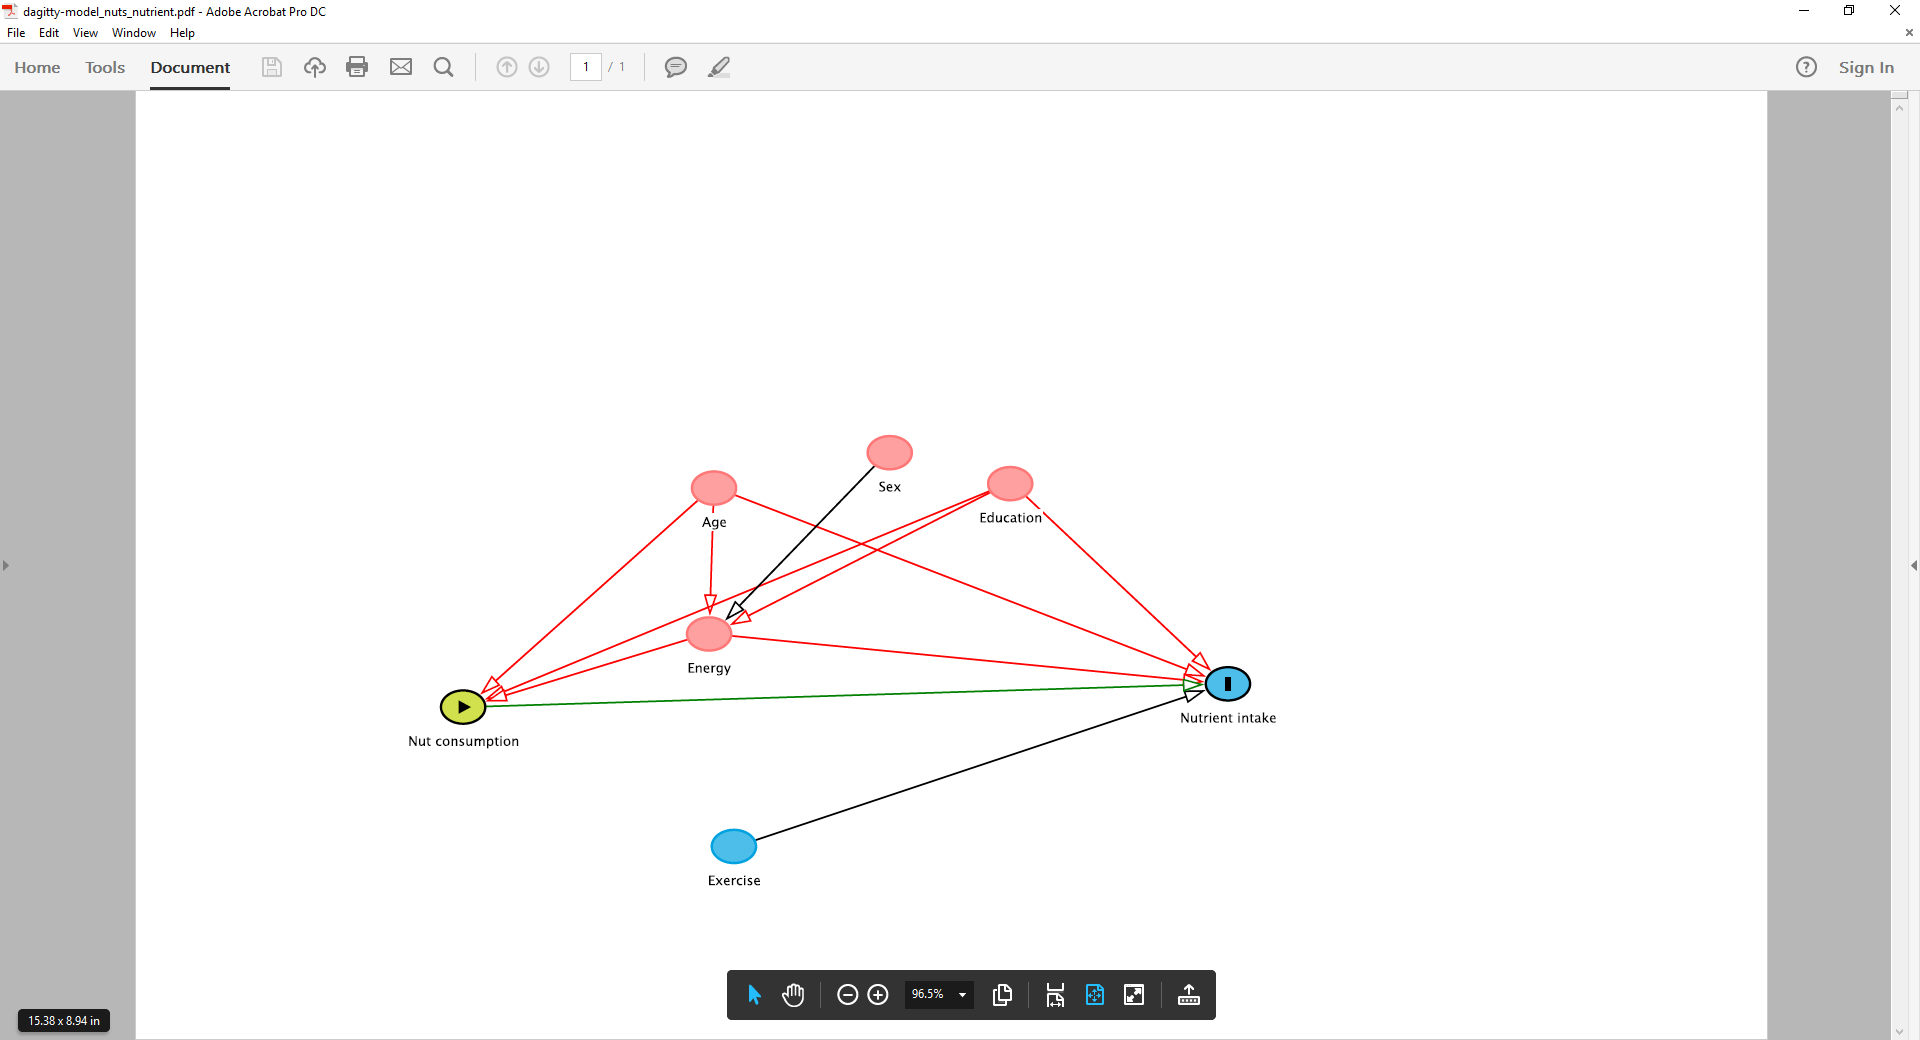 dagitty-model_nuts_nutrient.pdf - Adobe Acrobat Pro DC
File Edit View Window Help
Home Tools Document 1 / 1 Sign In
Sex
Age
Education
Energy
Nutrient intake
Nut consumption
Exercise
96.5%
15.38 x 8.94 in